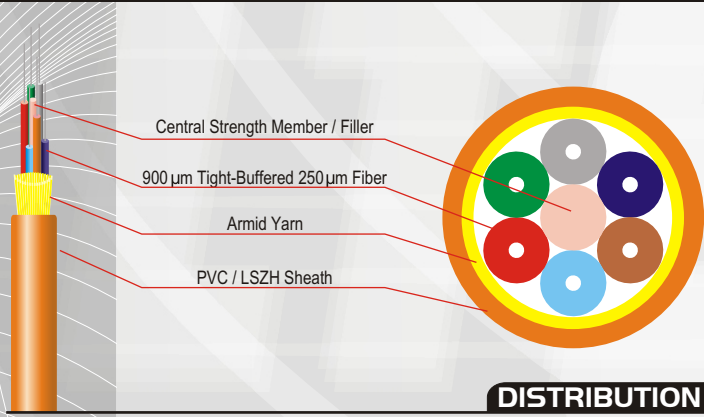 Central Strength Member / Filler
900 µm Tight-Buffered 250 µm Fiber
Armid Yarn
PVC / LSZH Sheath
DISTRIBUTION